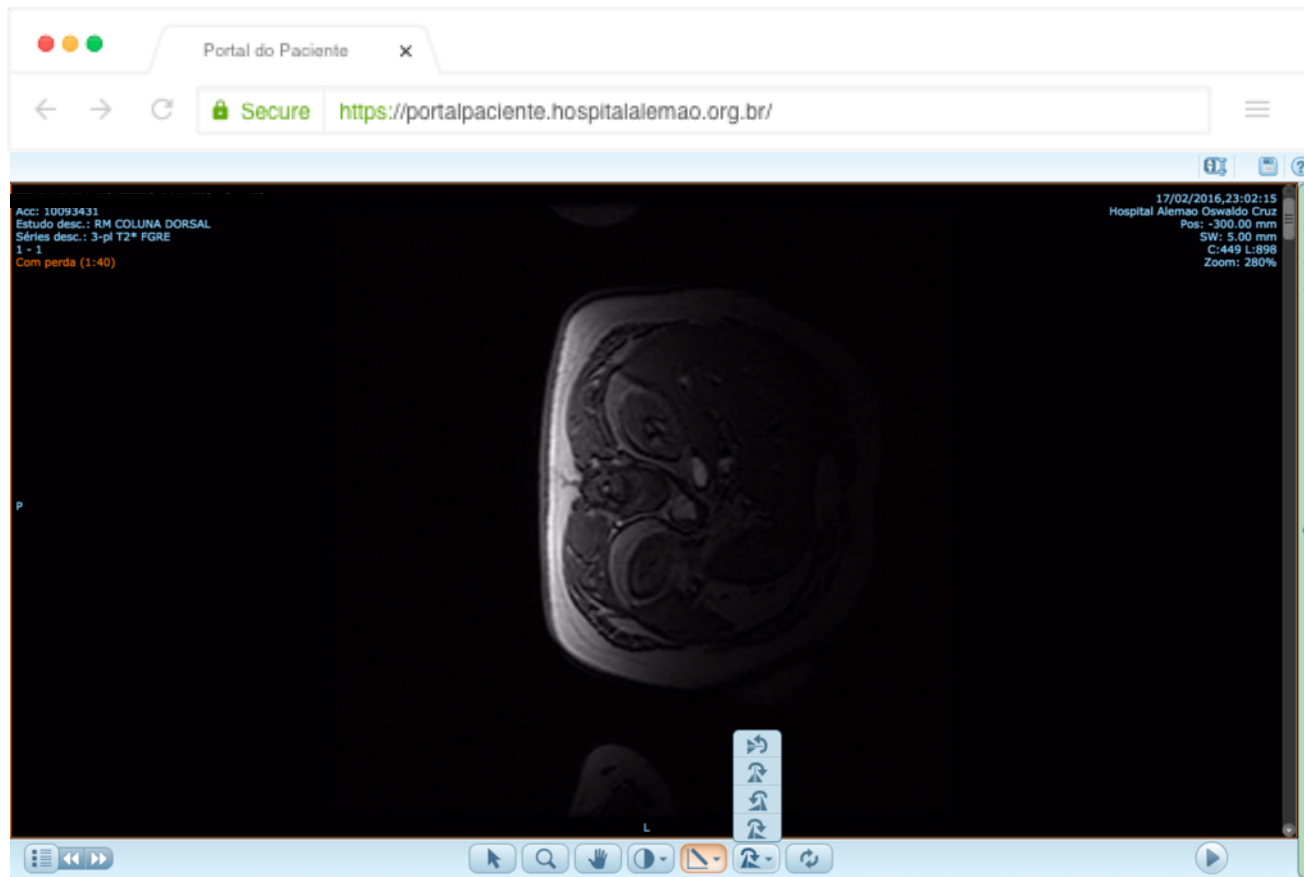 Portal do Paciente
Secure https://portalpaciente.hospitalalemao.org.br/
Acc: 10093431
Estudo desc.: RM COLUNA DORSAL
Séries desc.: 3-pl T2* FGRE
1 - 1
Com perda (1:40)
17/02/2016,23:02:15
Hospital Alemao Oswaldo Cruz
Pos: -300.00 mm
SW: 5.00 mm
C:449 L:898
Zoom: 280%
P
L